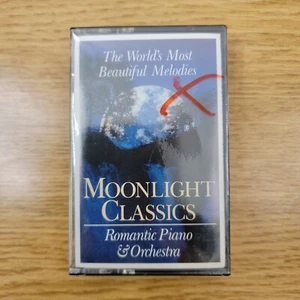 The World's Most
Beautiful Melodies
MOONLIGHT
CLASSICS
Romantic Piano
& Orchestra